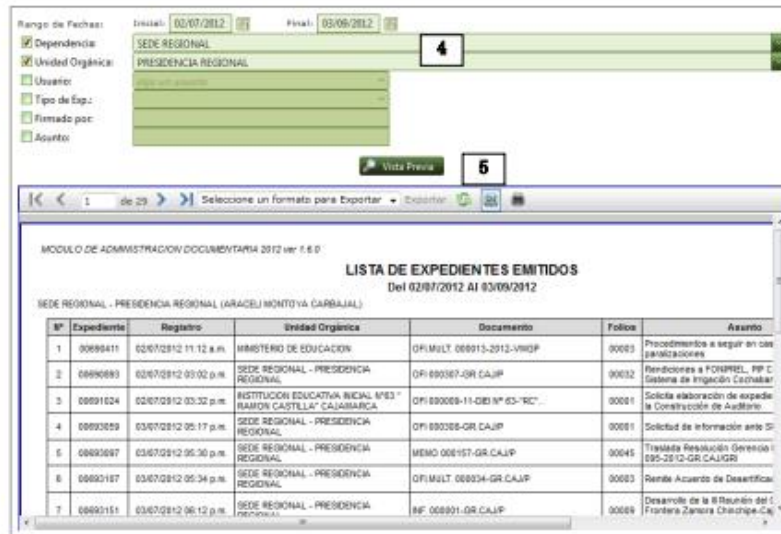 Rango de Fechas: Inicial: 02/07/2012 Final: 03/09/2012
Dependencia: SEDE REGIONAL
4
Unidad Orgánica: PRESIDENCIA REGIONAL
Usuario:
Tipo de Exp.:
Firmado por:
Asunto:
Vista Previa
5
1 de 29 Seleccione un formato para Exportar Exportar
MODULO DE ADMINISTRACION DOCUMENTARIA 2012 ver 1.6.0
LISTA DE EXPEDIENTES EMITIDOS
Del 02/07/2012 Al 03/09/2012
SEDE REGIONAL - PRESIDENCIA REGIONAL (ARACELI MONTOYA CARBAJAL)
Nº Expediente Registro Unidad Orgánica Documento Folios Asunto
1 00690411 02/07/2012 11:12 a.m. MINISTERIO DE EDUCACION OFI.MULT. 000013-2012-VMGP 00003 Procedimientos a seguir en cas
paralizaciones
2 02/07/2012 03:02 p.m. SEDE REGIONAL - PRESIDENCIA REGIONAL OFI 000307-GR.CAJ/P 00032 Rendiciones a FONIPREL, PIP C
Sistema de Irrigación Cochabar
3 00691024 02/07/2012 03:32 p.m. INSTITUCION EDUCATIVA INICIAL Nº63 "RAMON CASTILLA" CAJAMARCA OFI 000009-11-DIEI Nº 63-"RC".. 00001 Solicita elaboración de expedie
la Construcción de Auditorio
4 00693059 03/07/2012 05:17 p.m. SEDE REGIONAL - PRESIDENCIA REGIONAL OFI 000308-GR.CAJ/P 00001 Solicitud de información ante S
5 00693097 03/07/2012 05:30 p.m. SEDE REGIONAL - PRESIDENCIA REGIONAL MEMO 000157-GR.CAJ/P 00045 Traslada Resolución Gerencia
095-2012-GR.CAJ/GRI
6 00693107 03/07/2012 05:34 p.m. SEDE REGIONAL - PRESIDENCIA REGIONAL OFI.MULT. 000034-GR.CAJ/P 00003 Remite Acuerdo de Desertifica
7 00693151 03/07/2012 06:12 p.m. SEDE REGIONAL - PRESIDENCIA REGIONAL INF. 000001-GR.CAJ/P 00009 Desarrollo de la III Reunión del
Frontera Zamora Chinchipe-Caj